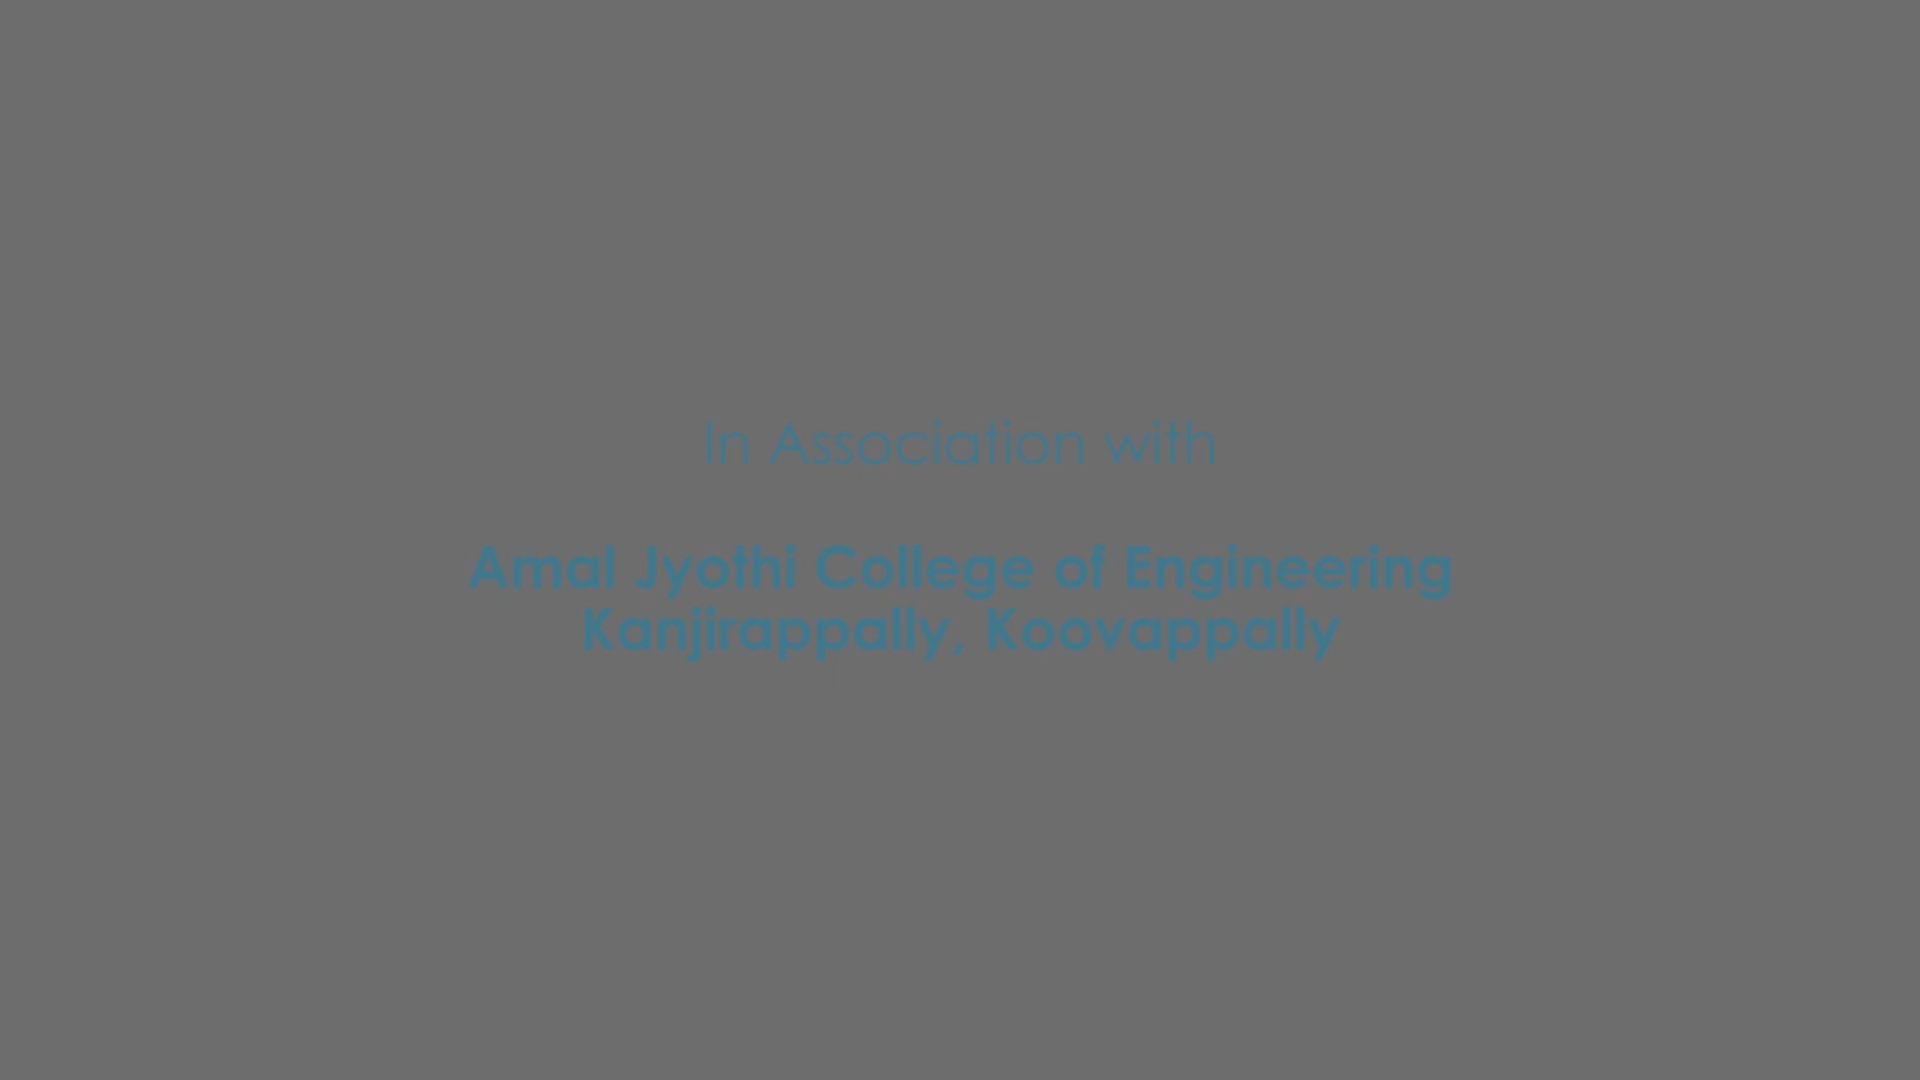 In Association with
Amal Jyothi College of Engineering
Kanjirappally, Koovappally